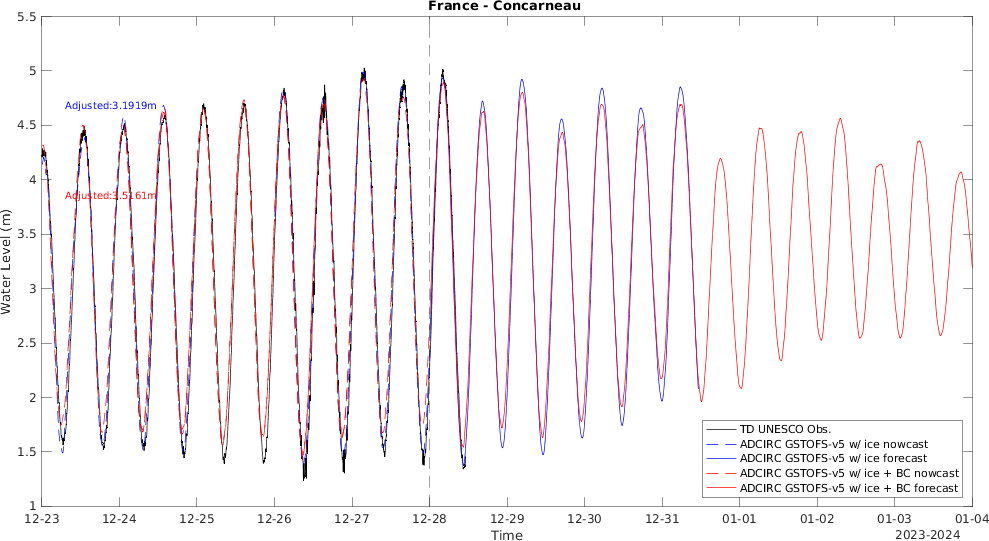 France - Concarneau
5.5
5
4.5
4
3.5
3
2.5
2
1.5
1
Water Level (m)
Adjusted:3.1919m
Adjusted:3.5161m
TD UNESCO Obs.
ADCIRC GSTOFS-v5 w/ ice nowcast
ADCIRC GSTOFS-v5 w/ ice forecast
ADCIRC GSTOFS-v5 w/ ice + BC nowcast
ADCIRC GSTOFS-v5 w/ ice + BC forecast
12-23 12-24 12-25 12-26 12-27 12-28 12-29 12-30 12-31 01-01 01-02 01-03 01-04
Time 2023-2024